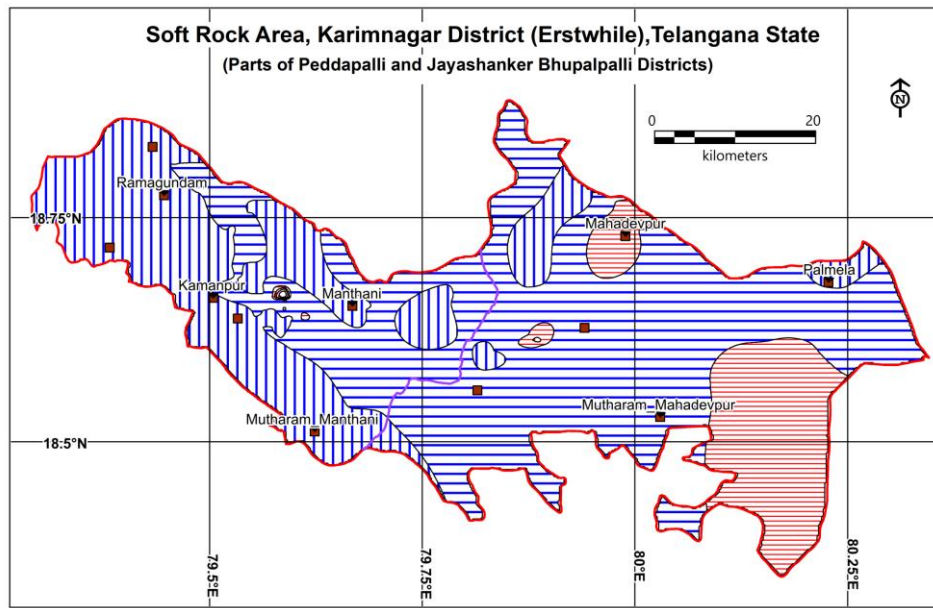 Soft Rock Area, Karimnagar District (Erstwhile),Telangana State
(Parts of Peddapalli and Jayashanker Bhupalpalli Districts)
N
0 20
kilometers
Ramagundam
18.75°N
Mahadevpur
Palmela
Kamanpur
Manthani
Mutharam_Mahadevpur
Mutharam_Manthani
18:5°N
79.5°E
79.75°E
80°E
80.25°E